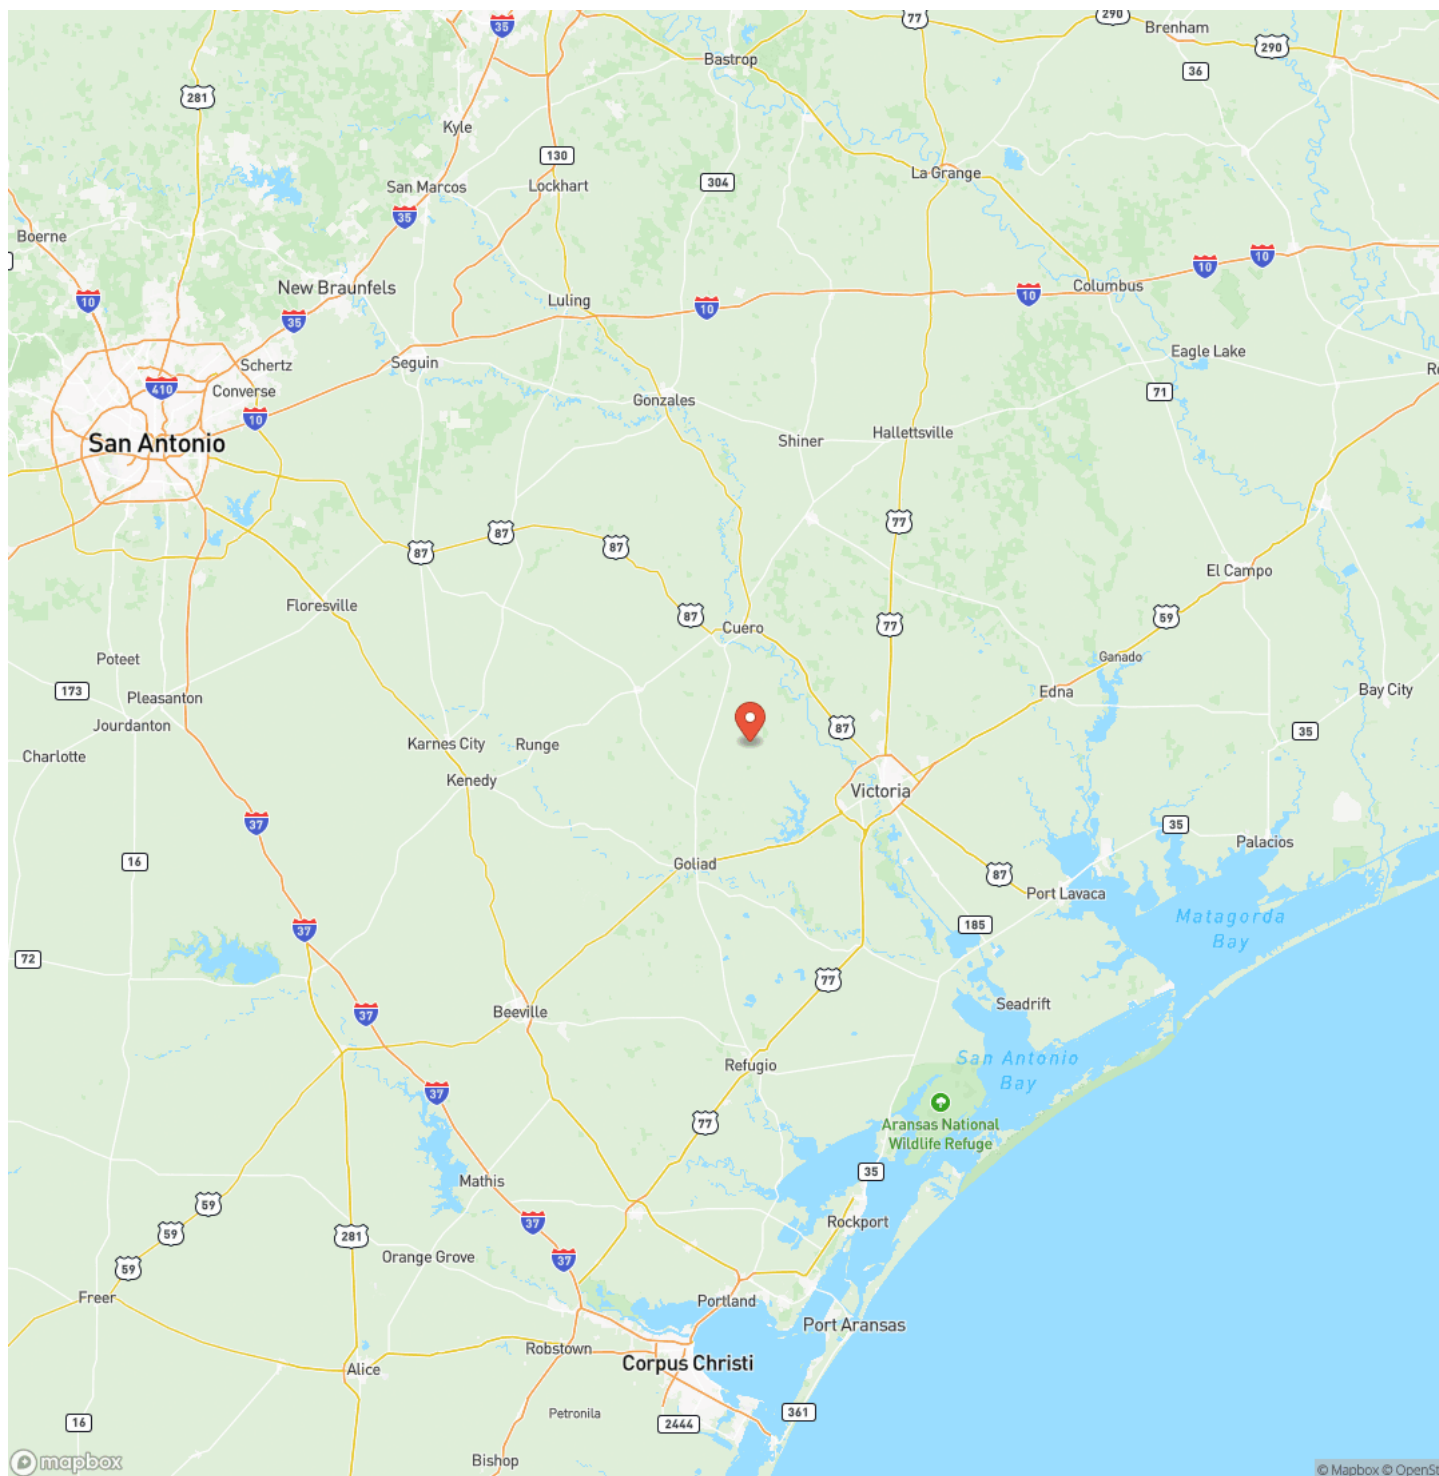 77
290
Brenham
35
290
Bastrop
36
281
Kyle
130
La Grange
304
San Marcos
Lockhart
35
Boerne
10
10
Columbus
New Braunfels
10
Luling
10
10
35
Eagle Lake
Schertz
Seguin
410
Converse
71
Gonzales
10
San Antonio
Shiner
Hallettsville
77
87
87
87
El Campo
Floresville
87
59
Cuero
77
Poteet
Ganado
173
Pleasanton
Edna
Bay City
Jourdanton
87
35
Charlotte
Karnes City
Runge
Kenedy
Victoria
37
35
16
Goliad
Palacios
87
Port Lavaca
Matagorda
Bay
37
185
72
77
Seadrift
37
Beeville
San Antonio
Bay
Refugio
37
77
Aransas National
Wildlife Refuge
35
Mathis
59
37
Rockport
59
281
Orange Grove
37
59
Freer
Portland
Port Aransas
Robstown
Corpus Christi
Alice
Petronila
361
16
2444
Bishop
mapbox
© Mapbox © OpenSt